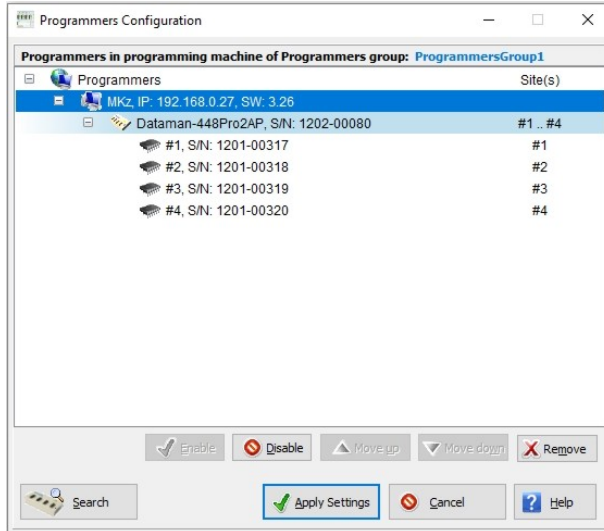 Programmers Configuration
Programmers in programming machine of Programmers group: ProgrammersGroup1
Programmers Site(s)
MKz, IP: 192.168.0.27, SW: 3.26
Dataman-448Pro2AP, S/N: 1202-00080 #1 .. #4
#1, S/N: 1201-00317 #1
#2, S/N: 1201-00318 #2
#3, S/N: 1201-00319 #3
#4, S/N: 1201-00320 #4
Enable Disable Move up Move down Remove
Search Apply Settings Cancel Help